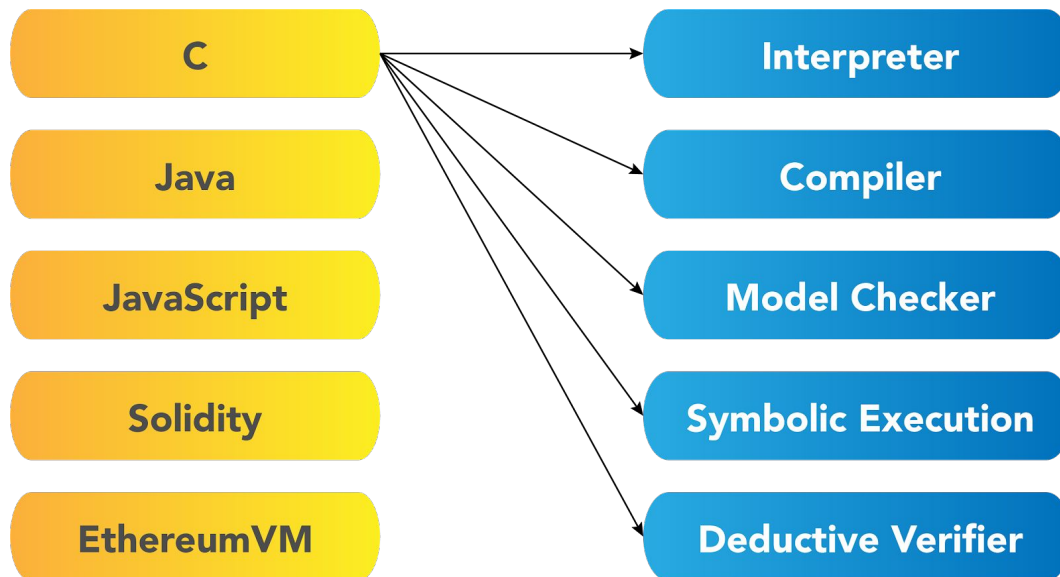 C
Interpreter
Java
Compiler
JavaScript
Model Checker
Solidity
Symbolic Execution
EthereumVM
Deductive Verifier